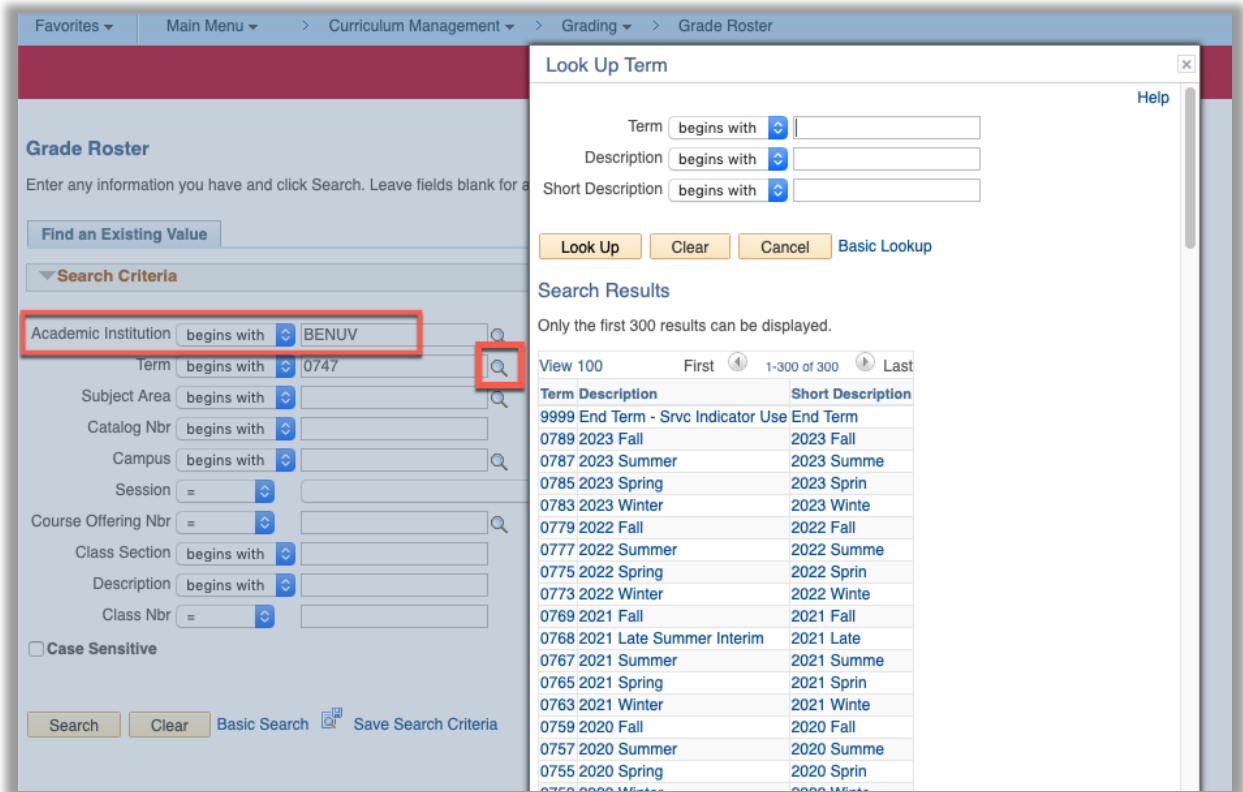 Favorites Main Menu > Curriculum Management > Grading > Grade Roster
Grade Roster
Enter any information you have and click Search. Leave fields blank for a
Find an Existing Value
Search Criteria
Academic Institution begins with BENUV
Term begins with 0747
Subject Area begins with
Catalog Nbr begins with
Campus begins with
Session =
Course Offering Nbr =
Class Section begins with
Description begins with
Class Nbr =
Case Sensitive
Search Clear Basic Search Save Search Criteria
Look Up Term
Help
Term begins with
Description begins with
Short Description begins with
Look Up Clear Cancel Basic Lookup
Search Results
Only the first 300 results can be displayed.
View 100 First 1-300 of 300 Last
Term Description Short Description
9999 End Term - Srvc Indicator Use End Term
0789 2023 Fall 2023 Fall
0787 2023 Summer 2023 Summe
0785 2023 Spring 2023 Sprin
0783 2023 Winter 2023 Winte
0779 2022 Fall 2022 Fall
0777 2022 Summer 2022 Summe
0775 2022 Spring 2022 Sprin
0773 2022 Winter 2022 Winte
0769 2021 Fall 2021 Fall
0768 2021 Late Summer Interim 2021 Late
0767 2021 Summer 2021 Summe
0765 2021 Spring 2021 Sprin
0763 2021 Winter 2021 Winte
0759 2020 Fall 2020 Fall
0757 2020 Summer 2020 Summe
0755 2020 Spring 2020 Sprin